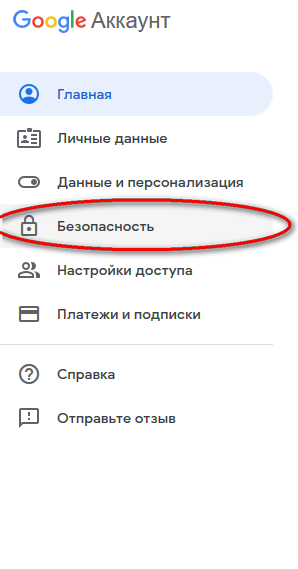 Google Аккаунт
Главная
Личные данные
Данные и персонализация
Безопасность
Настройки доступа
Платежи и подписки
Справка
Отправьте отзыв